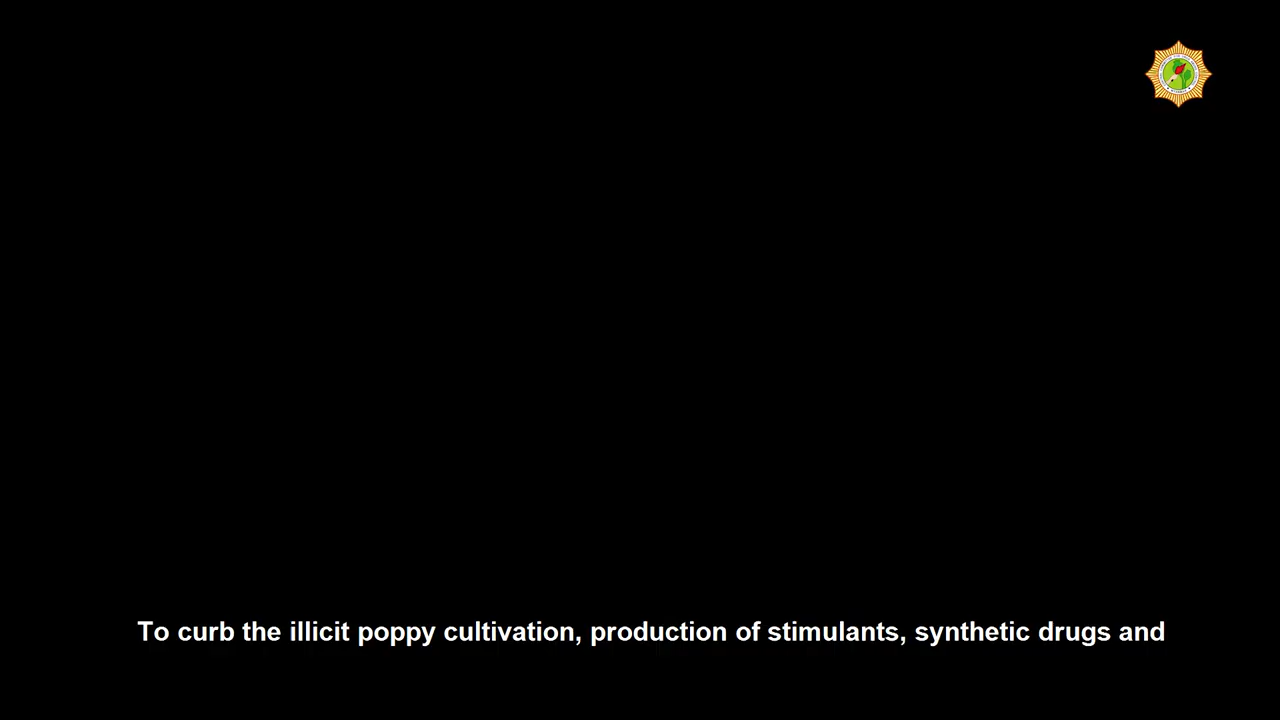 To curb the illicit poppy cultivation, production of stimulants, synthetic drugs and